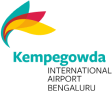 Kempegowda
INTERNATIONAL
AIRPORT
BENGALURU